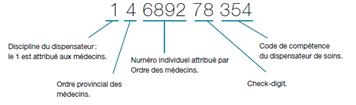 1 4 6892 78 354
Discipline du dispensateur:
le 1 est attribué aux médecins.
Ordre provincial des
médecins.
Numéro individuel attribué par
Ordre des médecins.
Check-digit.
Code de compétence
du dispensateur de soins.